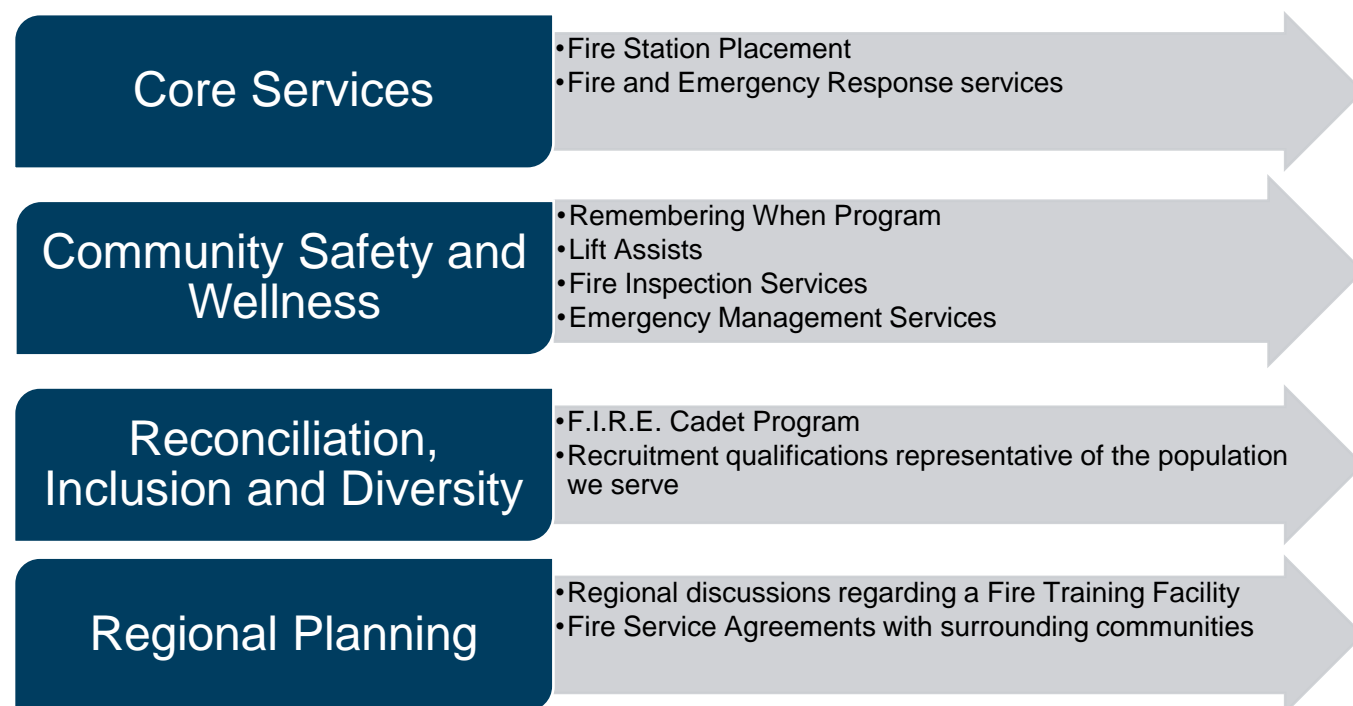 Core Services
•Fire Station Placement
•Fire and Emergency Response services
Community Safety and
Wellness
•Remembering When Program
•Lift Assists
•Fire Inspection Services
•Emergency Management Services
Reconciliation,
Inclusion and Diversity
•F.I.R.E. Cadet Program
•Recruitment qualifications representative of the population
we serve
Regional Planning
•Regional discussions regarding a Fire Training Facility
•Fire Service Agreements with surrounding communities